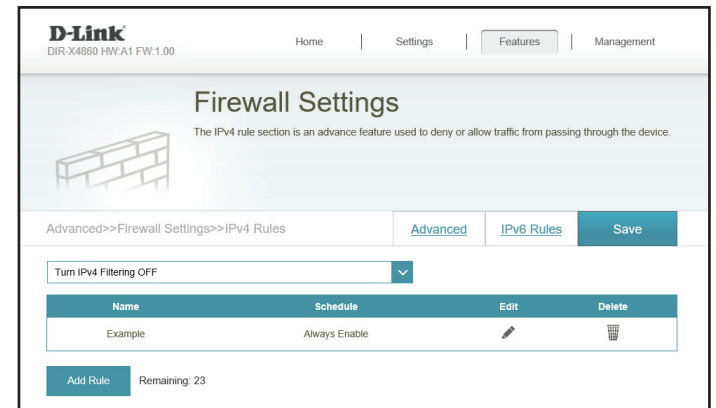 D-Link
DIR-X4860 HW:A1 FW:1.00
Home | Settings | Features | Management
Firewall Settings
The IPv4 rule section is an advance feature used to deny or allow traffic from passing through the device.
Advanced>>Firewall Settings>>IPv4 Rules
Advanced
IPv6 Rules
Save
Turn IPv4 Filtering OFF
Name Schedule Edit Delete
Example Always Enable
Add Rule Remaining: 23